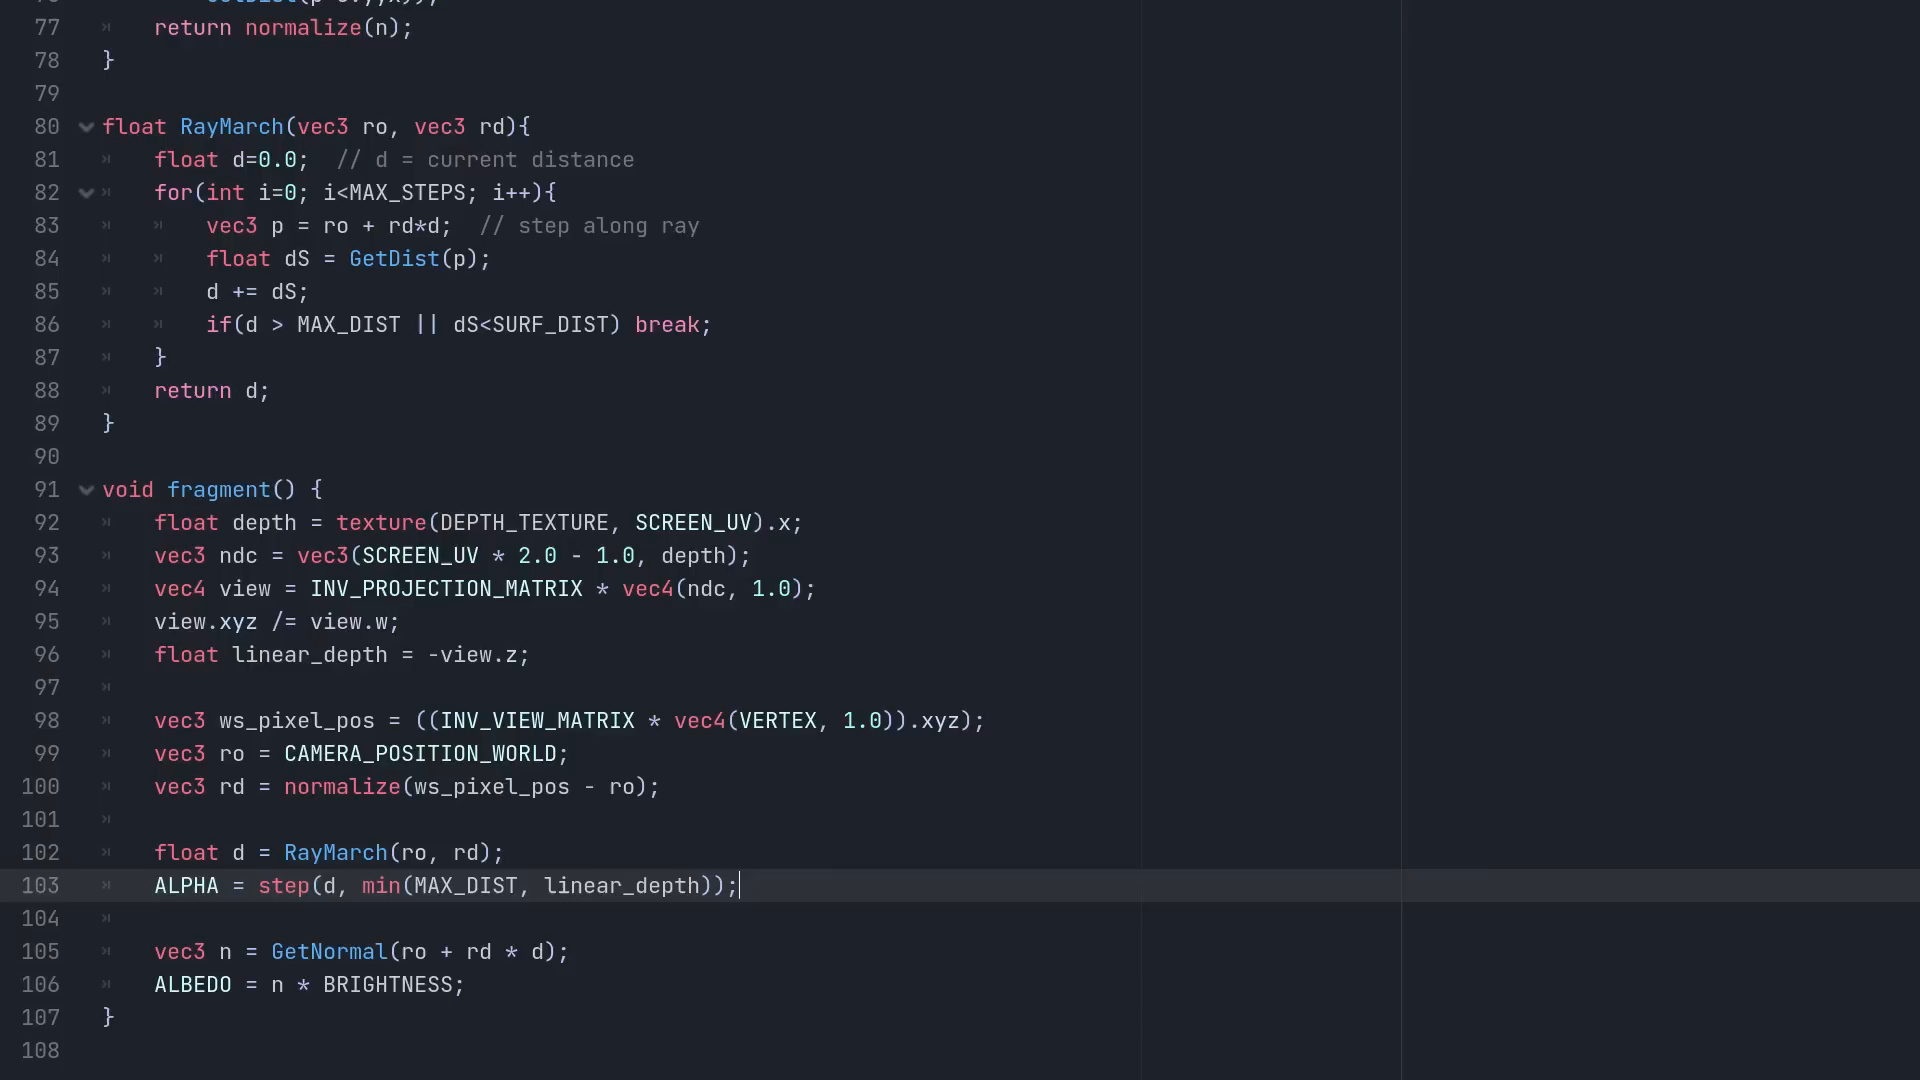 77 return normalize(n);
78 }
79
80 float RayMarch(vec3 ro, vec3 rd){
81 float d=0.0;  // d = current distance
82 for(int i=0; i<MAX_STEPS; i++){
83 vec3 p = ro + rd*d;  // step along ray
84 float dS = GetDist(p);
85 d += dS;
86 if(d > MAX_DIST || dS<SURF_DIST) break;
87 }
88 return d;
89 }
90
91 void fragment() {
92 float depth = texture(DEPTH_TEXTURE, SCREEN_UV).x;
93 vec3 ndc = vec3(SCREEN_UV * 2.0 - 1.0, depth);
94 vec4 view = INV_PROJECTION_MATRIX * vec4(ndc, 1.0);
95 view.xyz /= view.w;
96 float linear_depth = -view.z;
97
98 vec3 ws_pixel_pos = ((INV_VIEW_MATRIX * vec4(VERTEX, 1.0)).xyz);
99 vec3 ro = CAMERA_POSITION_WORLD;
100 vec3 rd = normalize(ws_pixel_pos - ro);
101
102 float d = RayMarch(ro, rd);
103 ALPHA = step(d, min(MAX_DIST, linear_depth));
104
105 vec3 n = GetNormal(ro + rd * d);
106 ALBEDO = n * BRIGHTNESS;
107 }
108